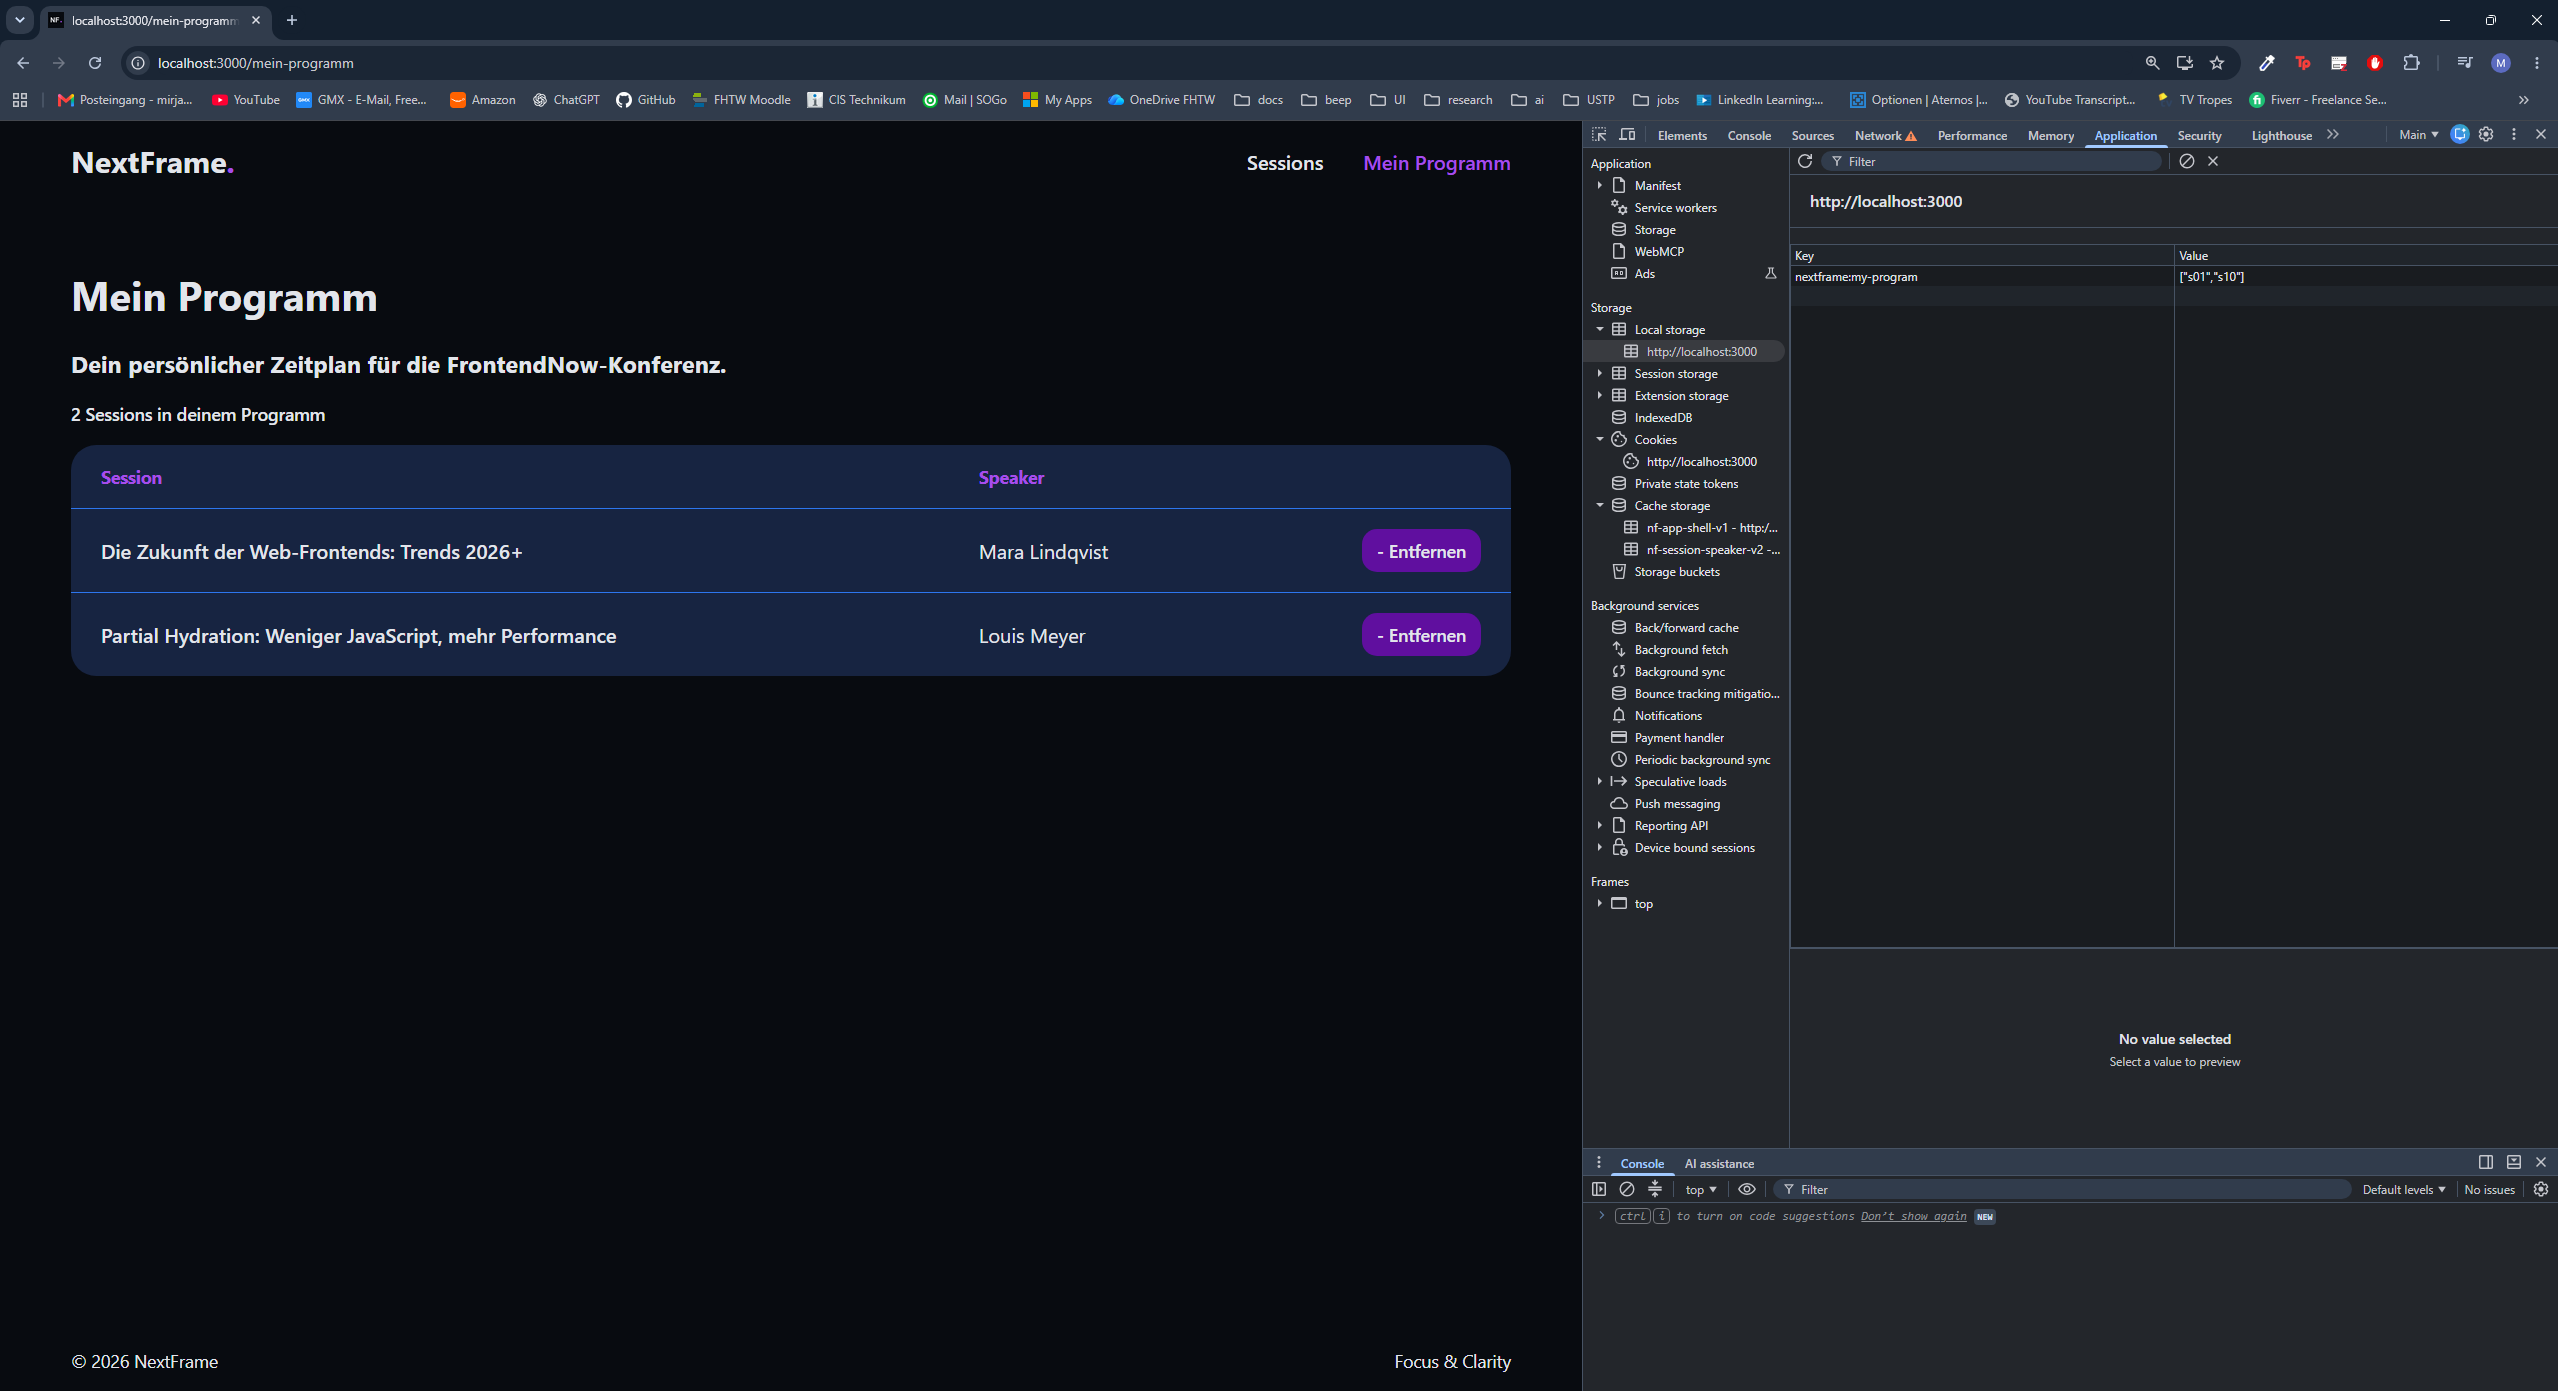 NF. localhost:3000/mein-programm
localhost:3000/mein-programm
Posteingang - mirja... YouTube GMX - E-Mail, Free... Amazon ChatGPT GitHub FHTW Moodle CIS Technikum Mail | SOGo My Apps OneDrive FHTW docs beep UI research ai USTP jobs LinkedIn Learning:... Optionen | Aternos |... YouTube Transcript... TV Tropes Fiverr - Freelance Se...
NextFrame.
Sessions Mein Programm
Mein Programm
Dein persönlicher Zeitplan für die FrontendNow-Konferenz.
2 Sessions in deinem Programm
Session Speaker
Die Zukunft der Web-Frontends: Trends 2026+ Mara Lindqvist - Entfernen
Partial Hydration: Weniger JavaScript, mehr Performance Louis Meyer - Entfernen
© 2026 NextFrame
Focus & Clarity
Elements Console Sources Network Performance Memory Application Security Lighthouse Main
Application
Manifest
Service workers
Storage
WebMCP
Ads
Storage
Local storage
http://localhost:3000
Session storage
Extension storage
IndexedDB
Cookies
http://localhost:3000
Private state tokens
Cache storage
nf-app-shell-v1 - http:/...
nf-session-speaker-v2 -...
Storage buckets
Background services
Back/forward cache
Background fetch
Background sync
Bounce tracking mitigatio...
Notifications
Payment handler
Periodic background sync
Speculative loads
Push messaging
Reporting API
Device bound sessions
Frames
top
Filter
http://localhost:3000
Key Value
nextframe:my-program ["s01","s10"]
No value selected
Select a value to preview
Console AI assistance
top Filter Default levels No issues
ctrl i to turn on code suggestions Don't show again NEW